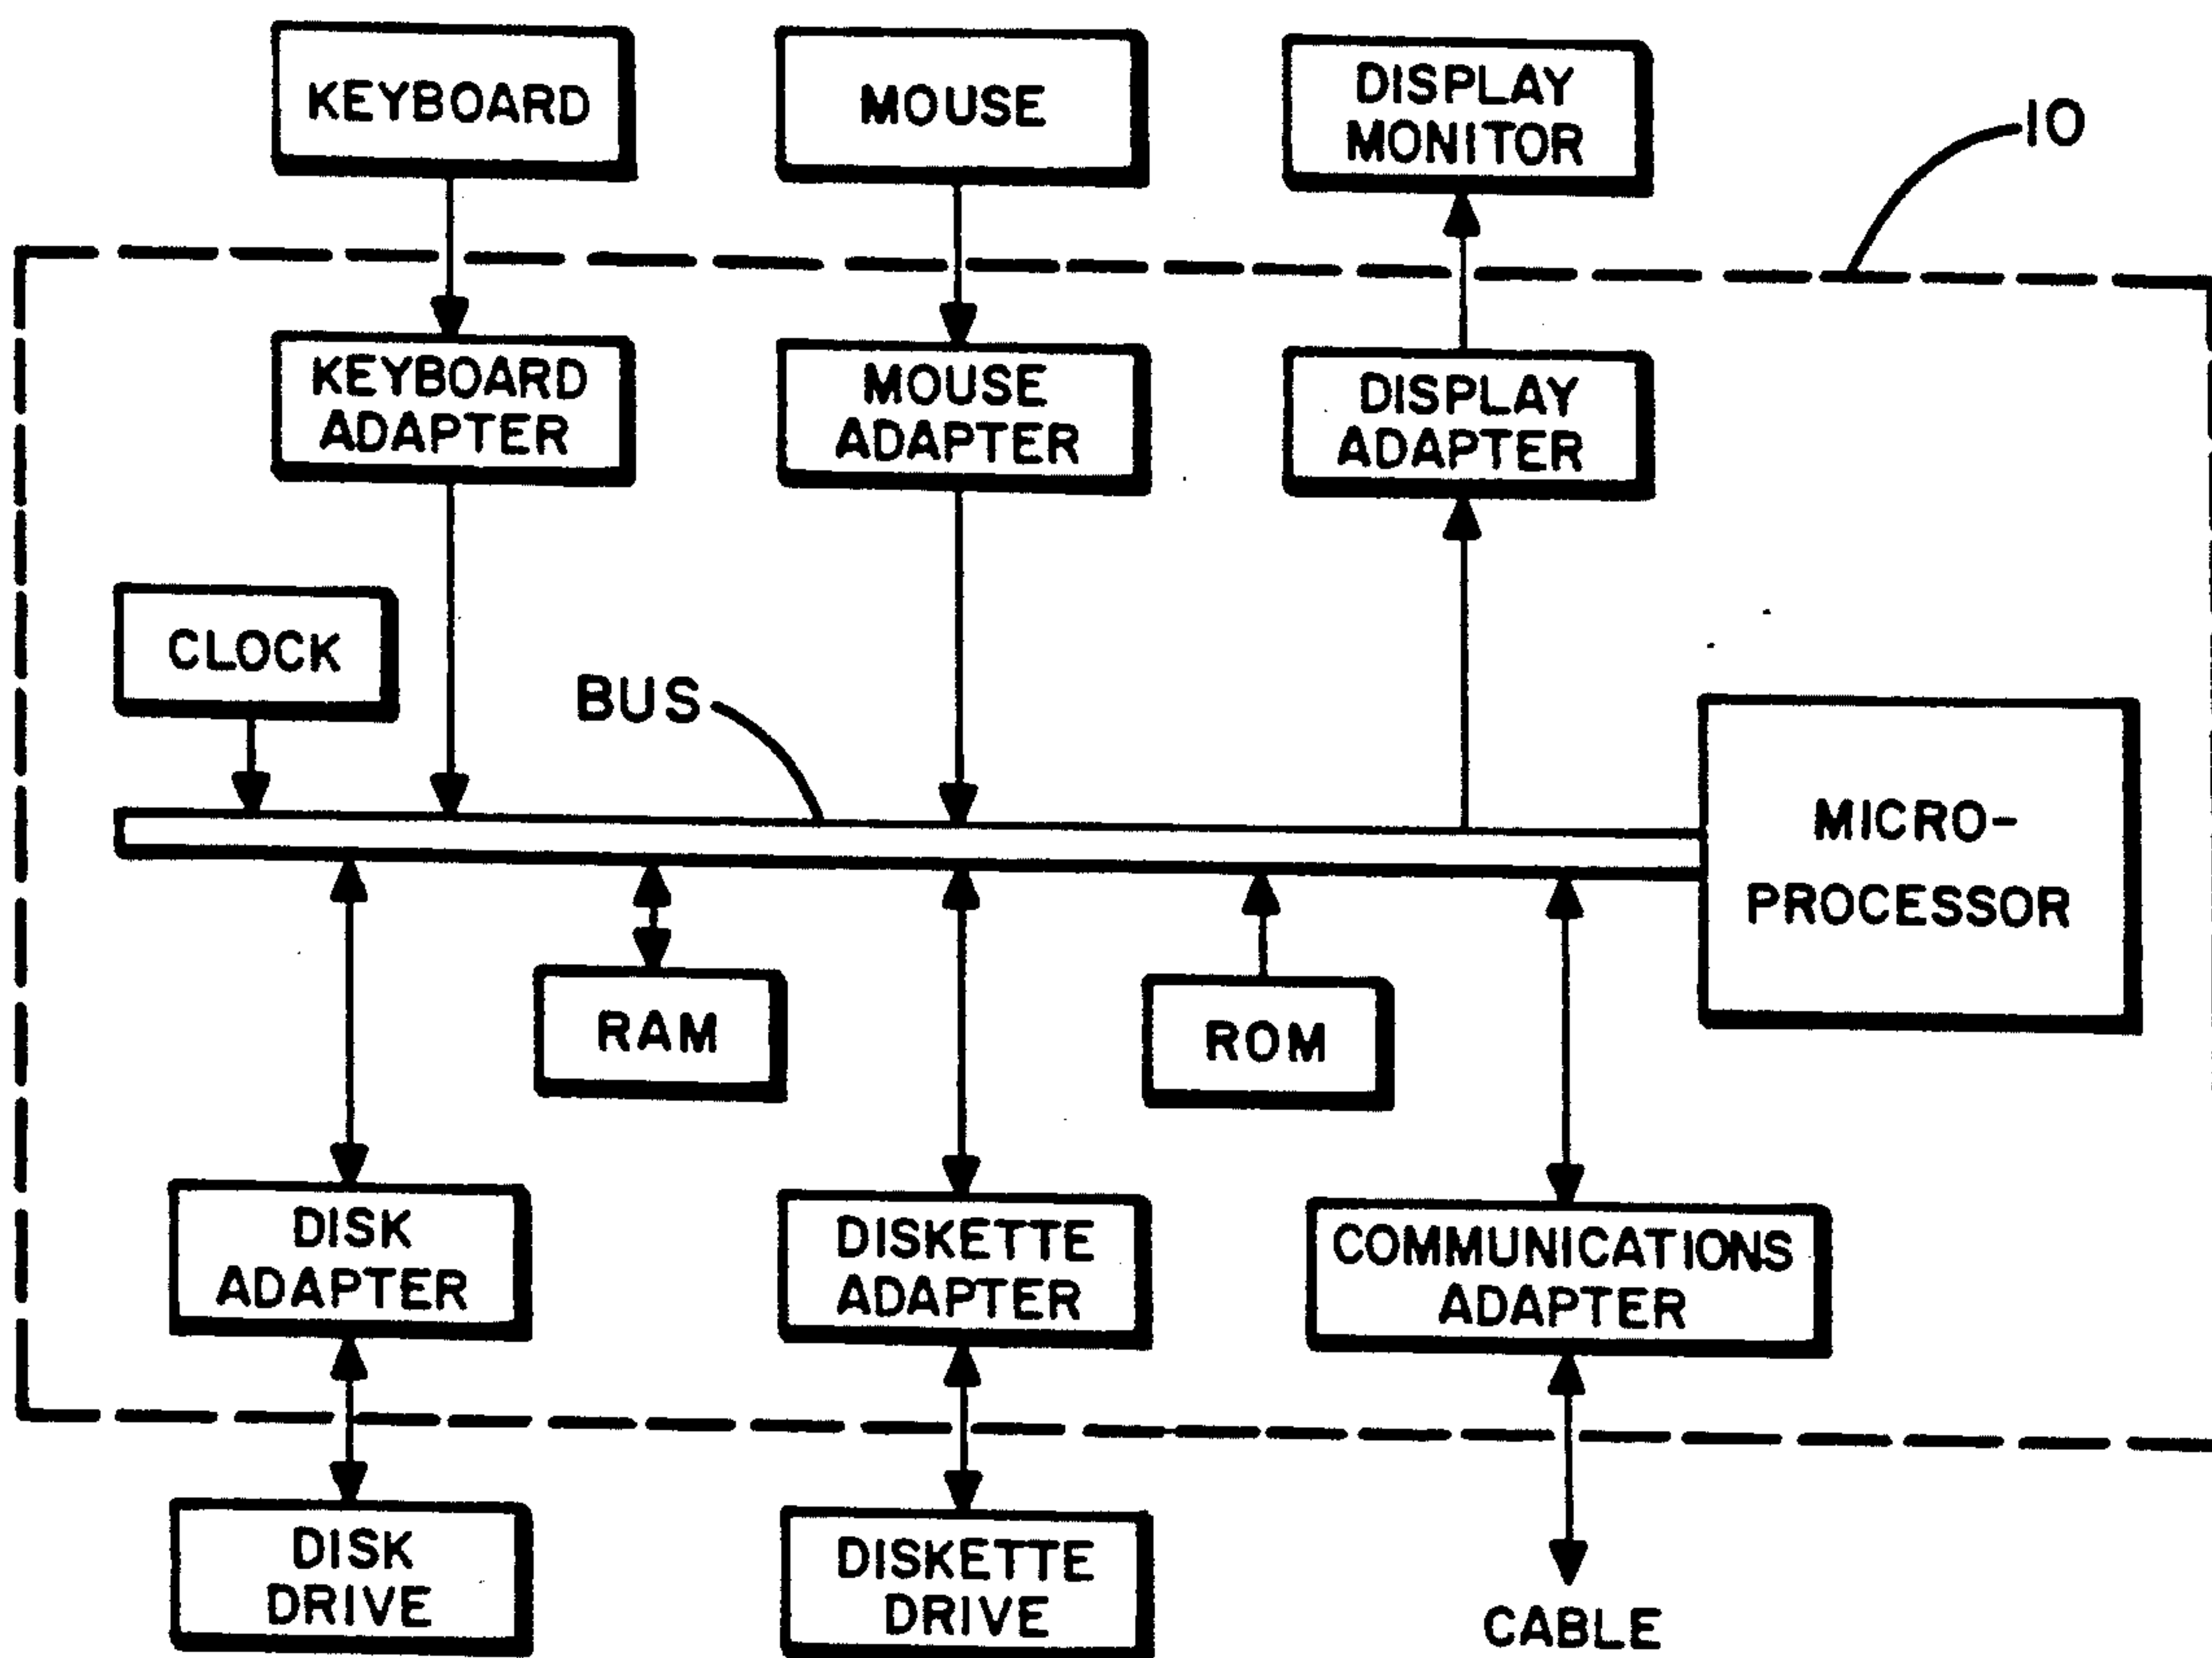 KEYBOARD
MOUSE
DISPLAY
MONITOR
10
KEYBOARD
ADAPTER
MOUSE
ADAPTER
DISPLAY
ADAPTER
CLOCK
BUS
MICRO-
PROCESSOR
RAM
ROM
DISK
ADAPTER
DISKETTE
ADAPTER
COMMUNICATIONS
ADAPTER
DISK
DRIVE
DISKETTE
DRIVE
CABLE